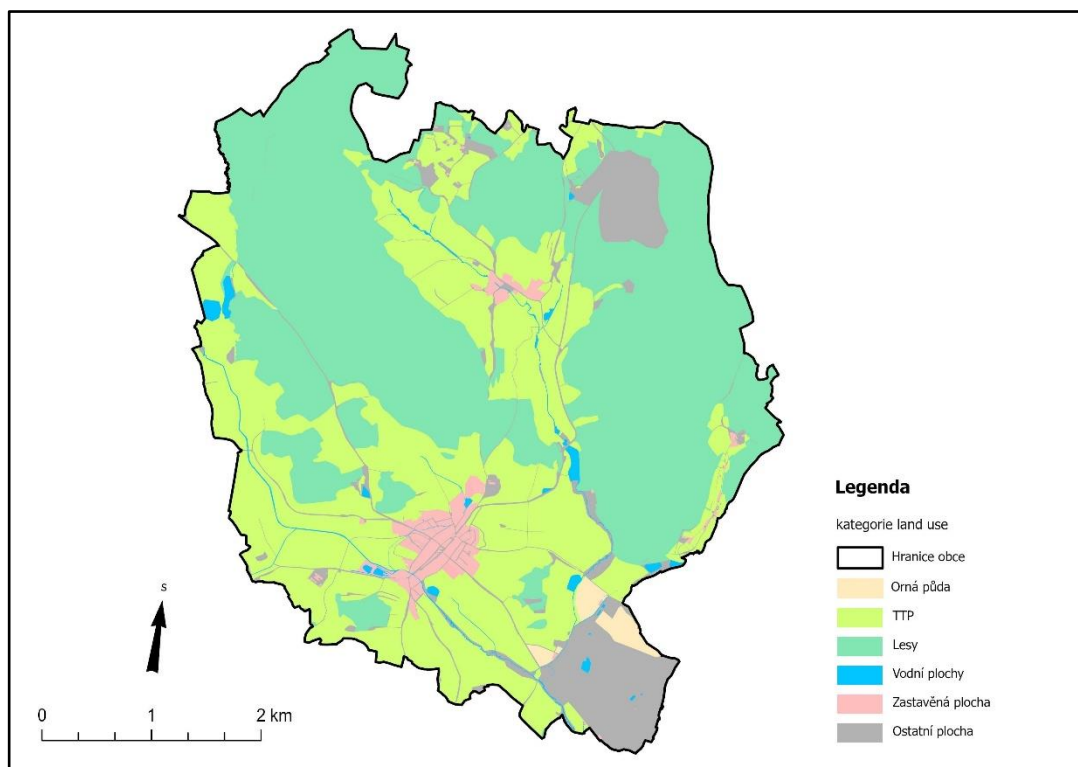 Legenda
kategorie land use
Hranice obce
Orná půda
TTP
Lesy
Vodní plochy
Zastavěná plocha
Ostatní plocha
S
0 1 2 km